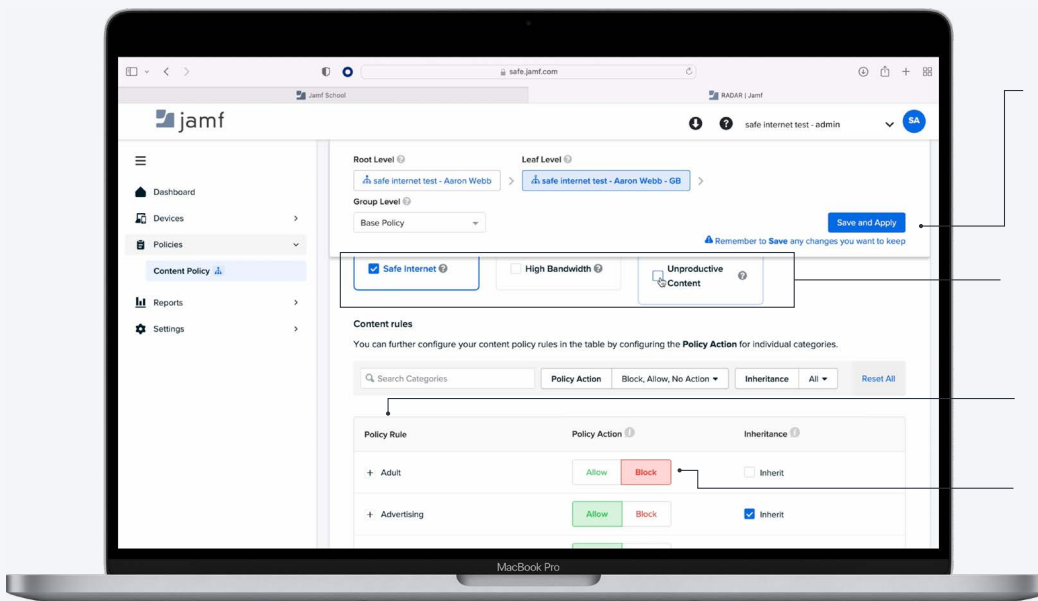 safe.jamf.com
Jamf School
RADAR | Jamf
jamf
safe internet test - admin
SA
Root Level
Leaf Level
safe internet test - Aaron Webb
safe internet test - Aaron Webb - GB
Dashboard
Group Level
Devices
Base Policy
Save and Apply
Policies
Remember to Save any changes you want to keep
Content Policy
Safe Internet
High Bandwidth
Unproductive
Content
Reports
Settings
Content rules
You can further configure your content policy rules in the table by configuring the Policy Action for individual categories.
Search Categories
Policy Action
Block, Allow, No Action
Inheritance
All
Reset All
Policy Rule
Policy Action
Inheritance
+ Adult
Allow
Block
Inherit
+ Advertising
Allow
Block
Inherit
MacBook Pro